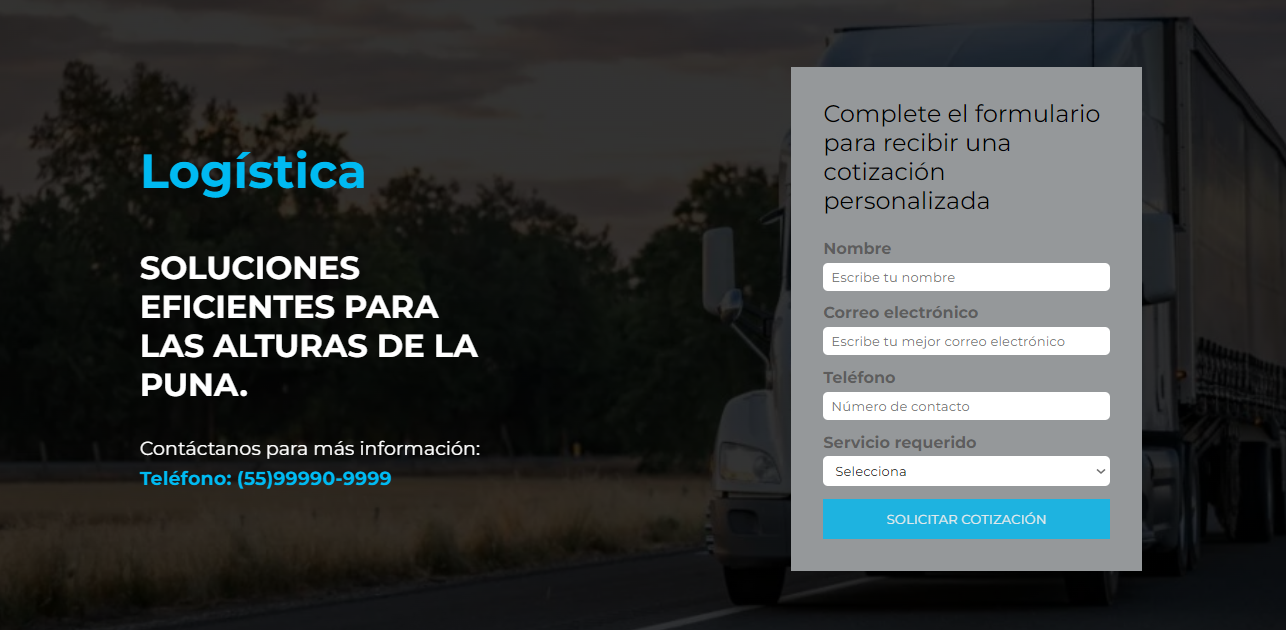 Logística
SOLUCIONES
EFICIENTES PARA
LAS ALTURAS DE LA
PUNA.
Contáctanos para más información:
Teléfono: (55)99990-9999
Complete el formulario
para recibir una
cotización
personalizada
Nombre
Escribe tu nombre
Correo electrónico
Escribe tu mejor correo electrónico
Teléfono
Número de contacto
Servicio requerido
Selecciona
SOLICITAR COTIZACIÓN